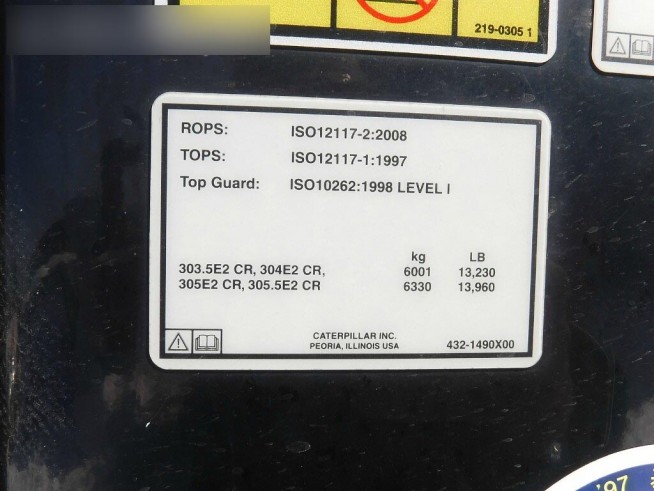 219-0305 1
ROPS: ISO12117-2:2008
TOPS: ISO12117-1:1997
Top Guard: ISO10262:1998 LEVEL I
kg LB
303.5E2 CR, 304E2 CR, 6001 13,230
305E2 CR, 305.5E2 CR 6330 13,960
CATERPILLAR INC.
PEORIA, ILLINOIS USA
432-1490X00
'97